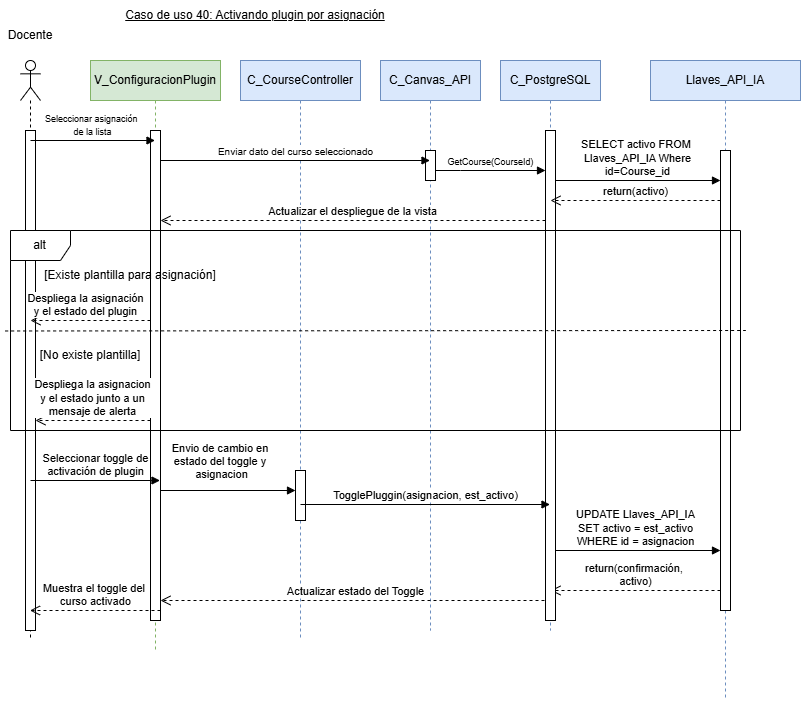 Caso de uso 40: Activando plugin por asignación
Docente
V_ConfiguracionPlugin
C_CourseController
C_Canvas_API
C_PostgreSQL
Llaves_API_IA
Seleccionar asignación
de la lista
Enviar dato del curso seleccionado
GetCourse(CourseId)
SELECT activo FROM
Llaves_API_IA Where
id=Course_id
return(activo)
Actualizar el despliegue de la vista
alt
[Existe plantilla para asignación]
Despliega la asignación
y el estado del plugin
[No existe plantilla]
Despliega la asignacion
y el estado junto a un
mensaje de alerta
Seleccionar toggle de
activación de plugin
Envio de cambio en
estado del toggle y
asignacion
TogglePluggin(asignacion, est_activo)
UPDATE Llaves_API_IA
SET activo = est_activo
WHERE id = asignacion
return(confirmación,
activo)
Actualizar estado del Toggle
Muestra el toggle del
curso activado